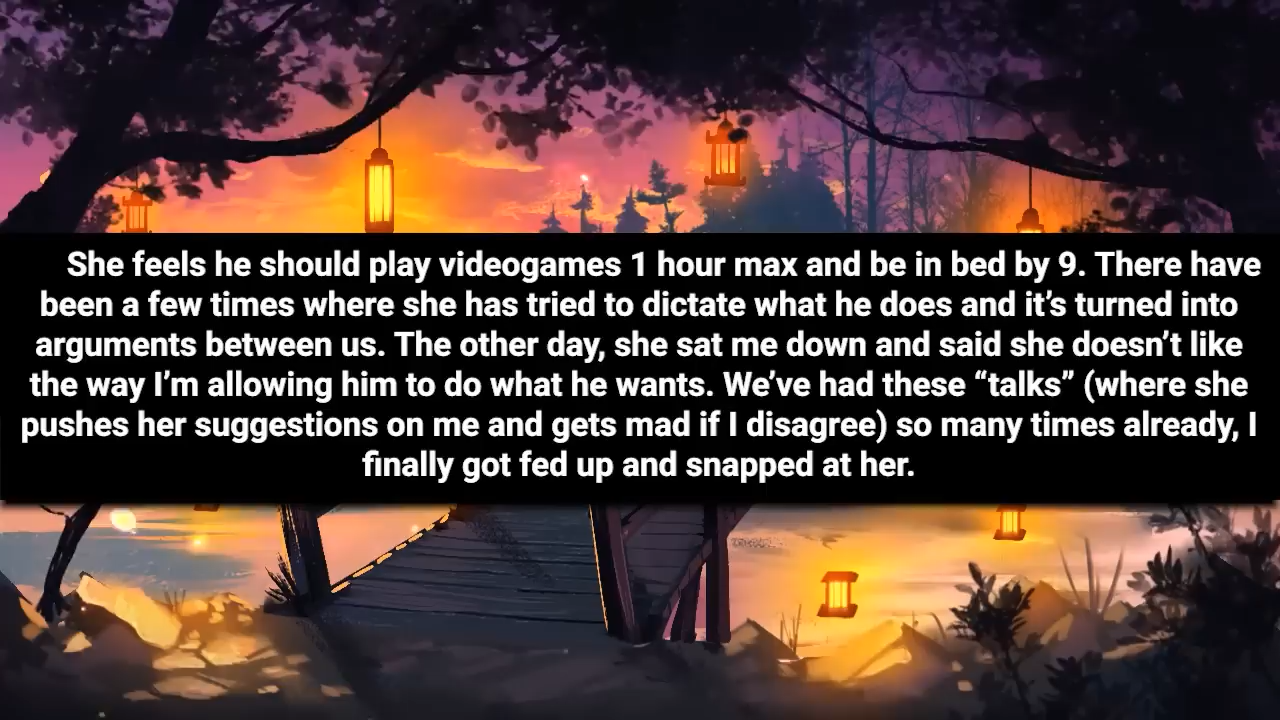 She feels he should play videogames 1 hour max and be in bed by 9. There have
been a few times where she has tried to dictate what he does and it’s turned into
arguments between us. The other day, she sat me down and said she doesn’t like
the way I’m allowing him to do what he wants. We’ve had these “talks” (where she
pushes her suggestions on me and gets mad if I disagree) so many times already, I
finally got fed up and snapped at her.